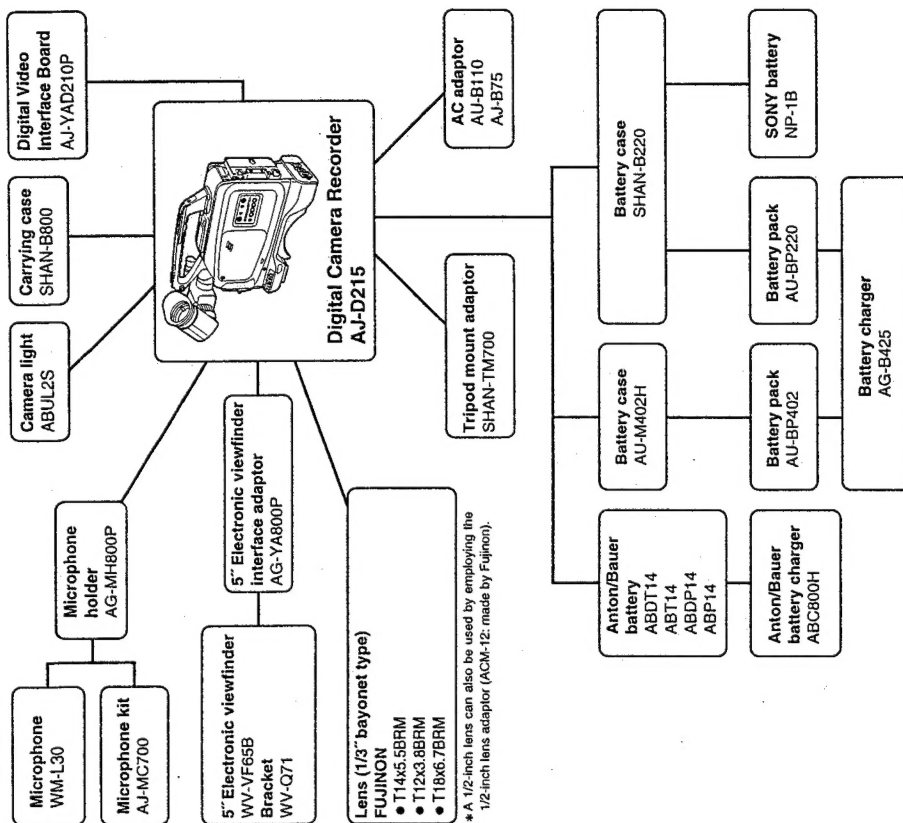 Microphone
WM-L30
Microphone kit
AJ-MC700
Microphone
holder
AG-MH800P
Camera light
ABUL2S
Carrying case
SHAN-B800
Digital Video
Interface Board
AJ-YAD210P
5˝ Electronic viewfinder
WV-VF65B
Bracket
WV-Q71
5˝ Electronic viewfinder
interface adaptor
AG-YA800P
Digital Camera Recorder
AJ-D215
Lens (1/3˝ bayonet type)
FUJINON
● T14x5.5BRM
● T12x3.8BRM
● T18x6.7BRM
* A 1/2-inch lens can also be used by employing the
1/2-inch lens adaptor (ACM-12: made by Fujinon).
Tripod mount adaptor
SHAN-TM700
AC adaptor
AU-B110
AJ-B75
Anton/Bauer
battery
ABDT14
ABT14
ABDP14
ABP14
Battery case
AU-M402H
Battery case
SHAN-B220
Anton/Bauer
battery charger
ABC800H
Battery pack
AU-BP402
Battery pack
AU-BP220
SONY battery
NP-1B
Battery charger
AG-B425